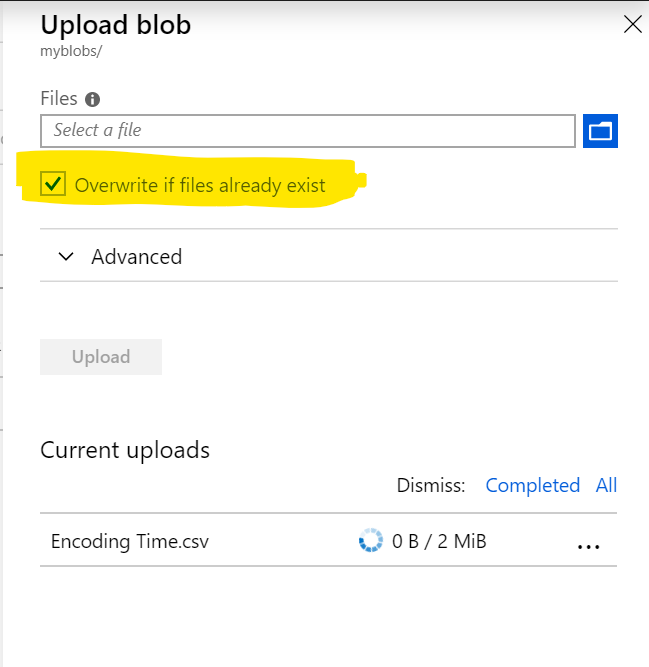 Upload blob
myblobs/
Files
Select a file
Overwrite if files already exist
Advanced
Upload
Current uploads
Dismiss: Completed All
Encoding Time.csv 0 B / 2 MiB ...